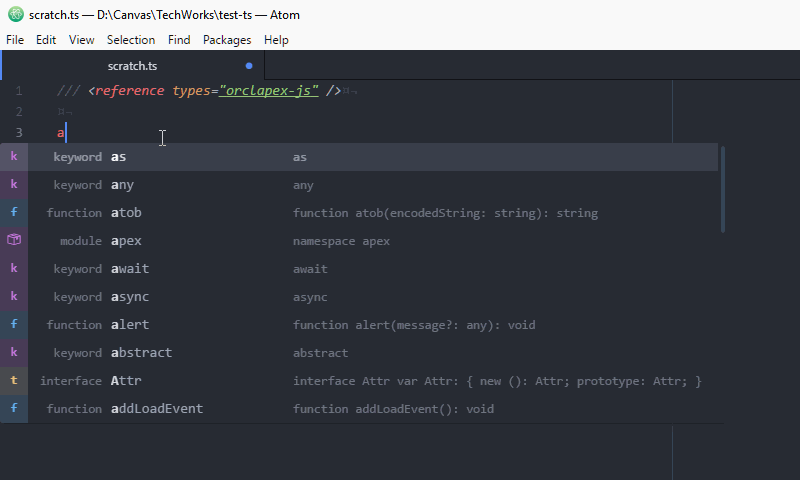 scratch.ts — D:\Canvas\TechWorks\test-ts — Atom
File Edit View Selection Find Packages Help
scratch.ts
1 /// <reference types="orclapex-js" />¤¬
2 ¤¬
3 a
k keyword as as
k keyword any any
f function atob function atob(encodedString: string): string
module apex namespace apex
k keyword await await
k keyword async async
f function alert function alert(message?: any): void
k keyword abstract abstract
t interface Attr interface Attr var Attr: { new (): Attr; prototype: Attr; }
f function addLoadEvent function addLoadEvent(): void